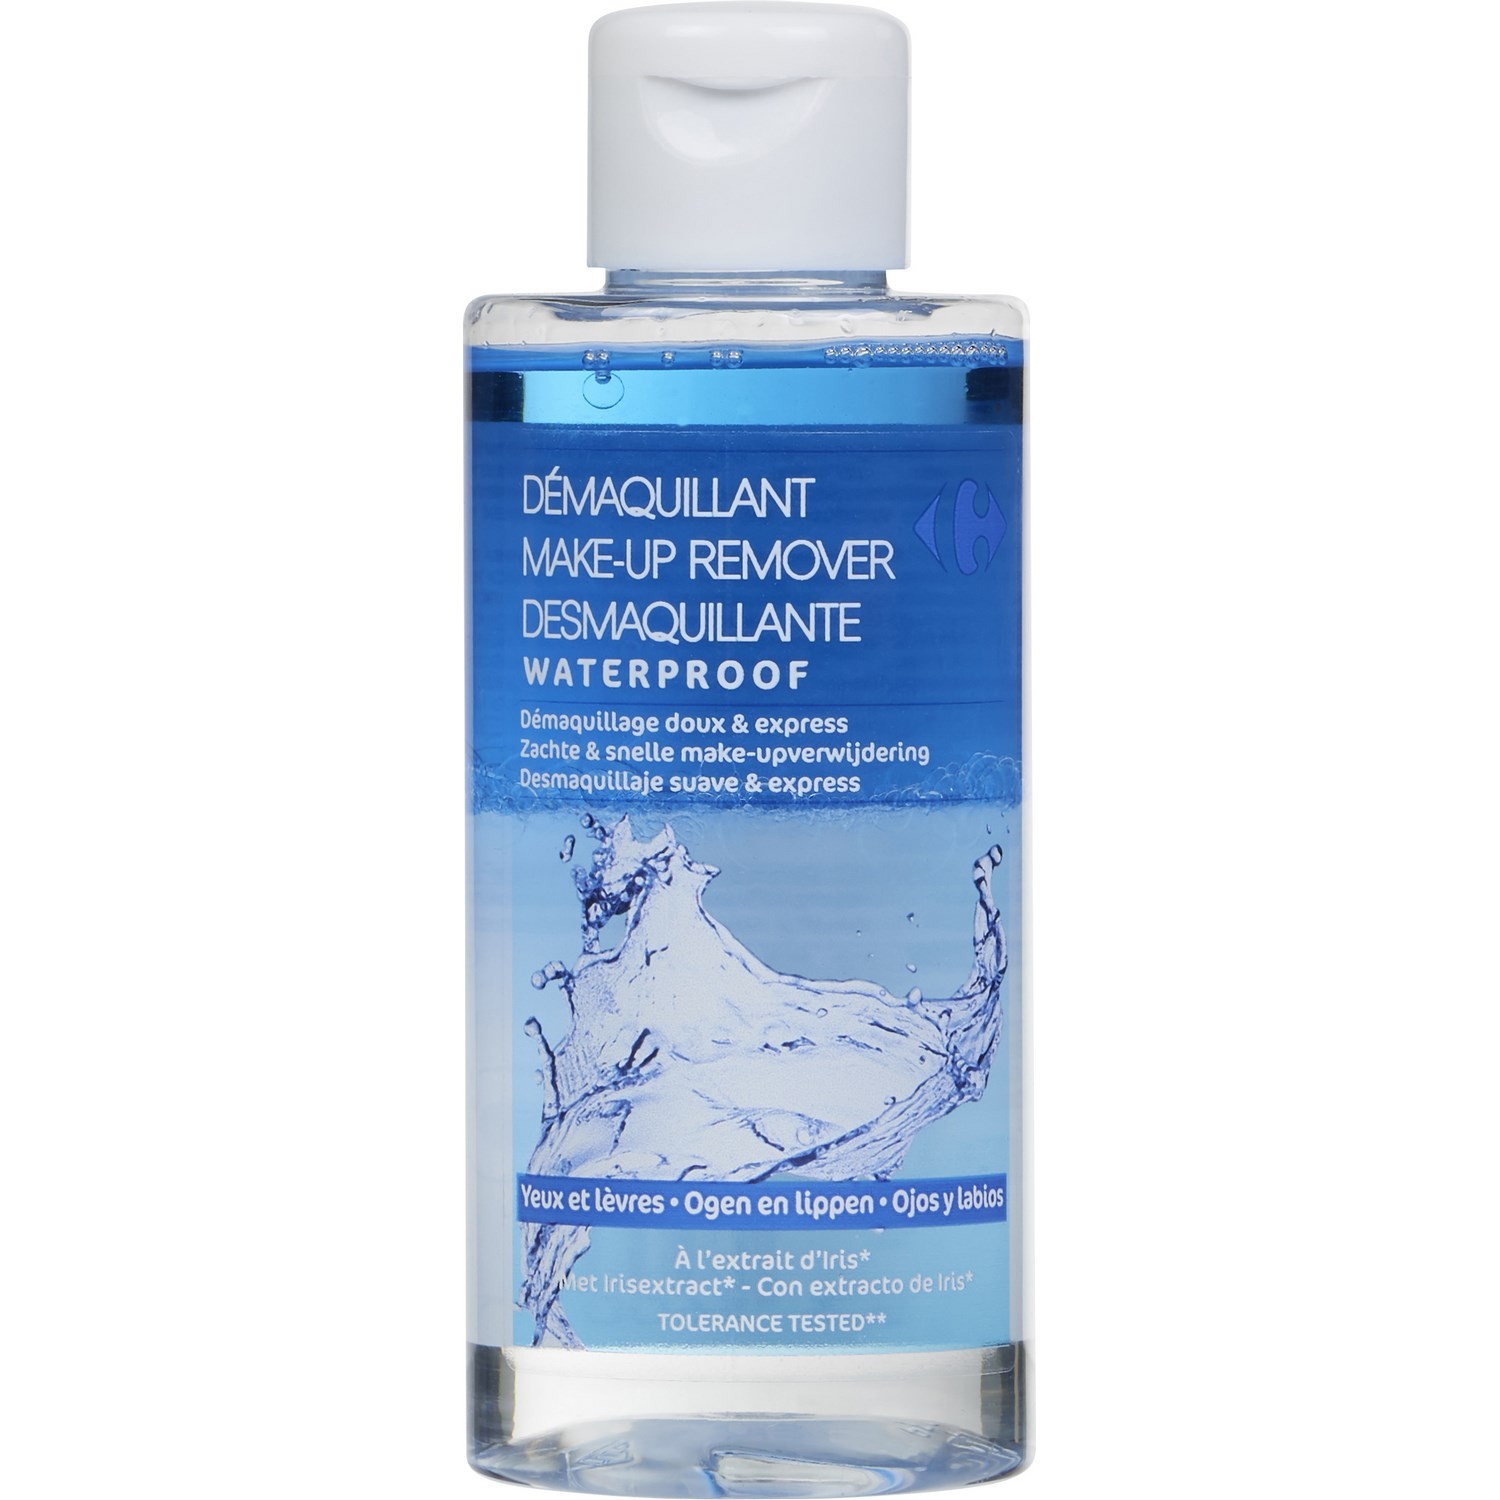 DÉMAQUILLANT
MAKE-UP REMOVER
DESMAQUILLANTE
WATERPROOF
Démaquillage doux & express
Zachte & snelle make-upverwijdering
Desmaquillaje suave & express
Yeux et lèvres • Ogen en lippen • Ojos y labios
À l'extrait d'Iris*
Met Irisextract* - Con extracto de Iris*
TOLERANCE TESTED**